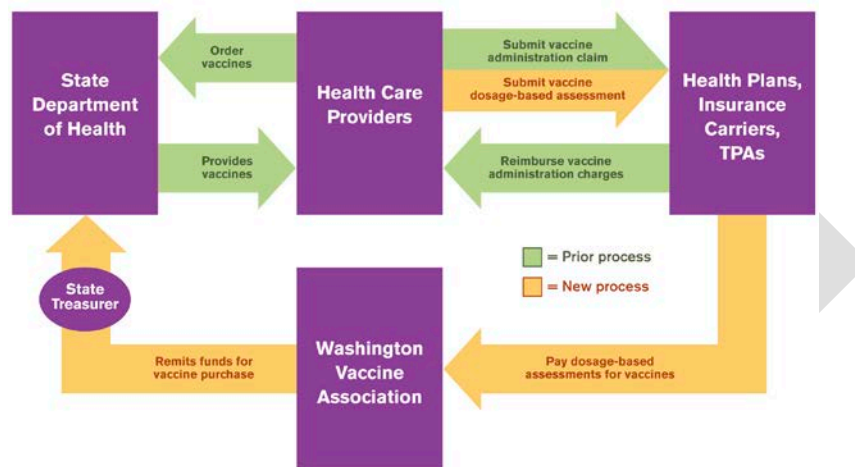 State
Department
of Health
Order
vaccines
Health Care
Providers
Submit vaccine
administration claim
Submit vaccine
dosage-based assessment
Health Plans,
Insurance
Carriers,
TPAs
Provides
vaccines
Reimburse vaccine
administration charges
= Prior process
= New process
State
Treasurer
Remits funds for
vaccine purchase
Washington
Vaccine
Association
Pay dosage-based
assessments for vaccines